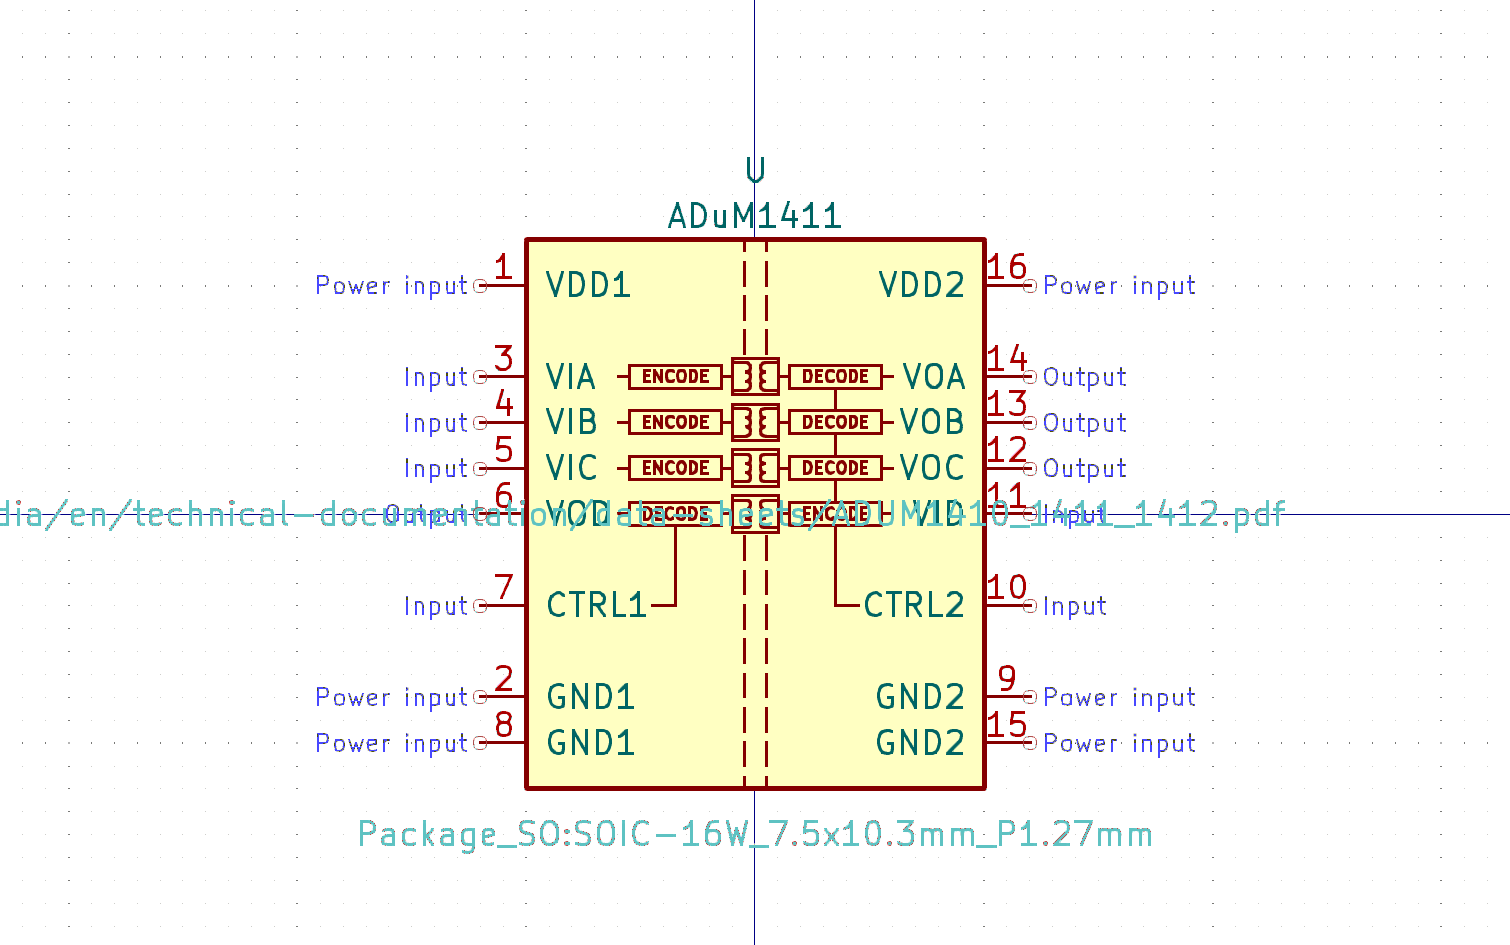 U
ADuM1411
1 16
Power input VDD1 VDD2 Power input
3 14
Input VIA ENCODE DECODE VOA Output
4 13
Input VIB ENCODE DECODE VOB Output
5 12
Input VIC ENCODE DECODE VOC Output
6 11
Output VOD DECODE ENCODE VID Input
dia/en/technical-documentation/data-sheets/ADUM1410_1411_1412.pdf
7 10
Input CTRL1 CTRL2 Input
2 9
Power input GND1 GND2 Power input
8 15
Power input GND1 GND2 Power input
Package_SO:SOIC-16W_7.5x10.3mm_P1.27mm